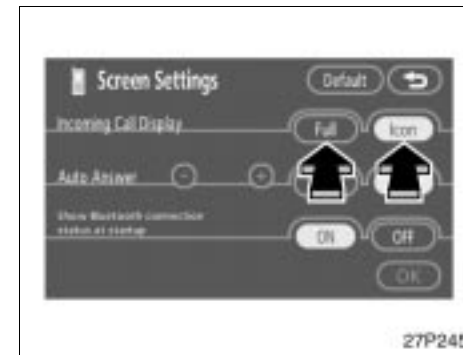 Screen Settings Default
Incoming Call Display Full Icon
Auto Answer - +
Show Bluetooth connection ON OFF
status at startup
OK
27P245